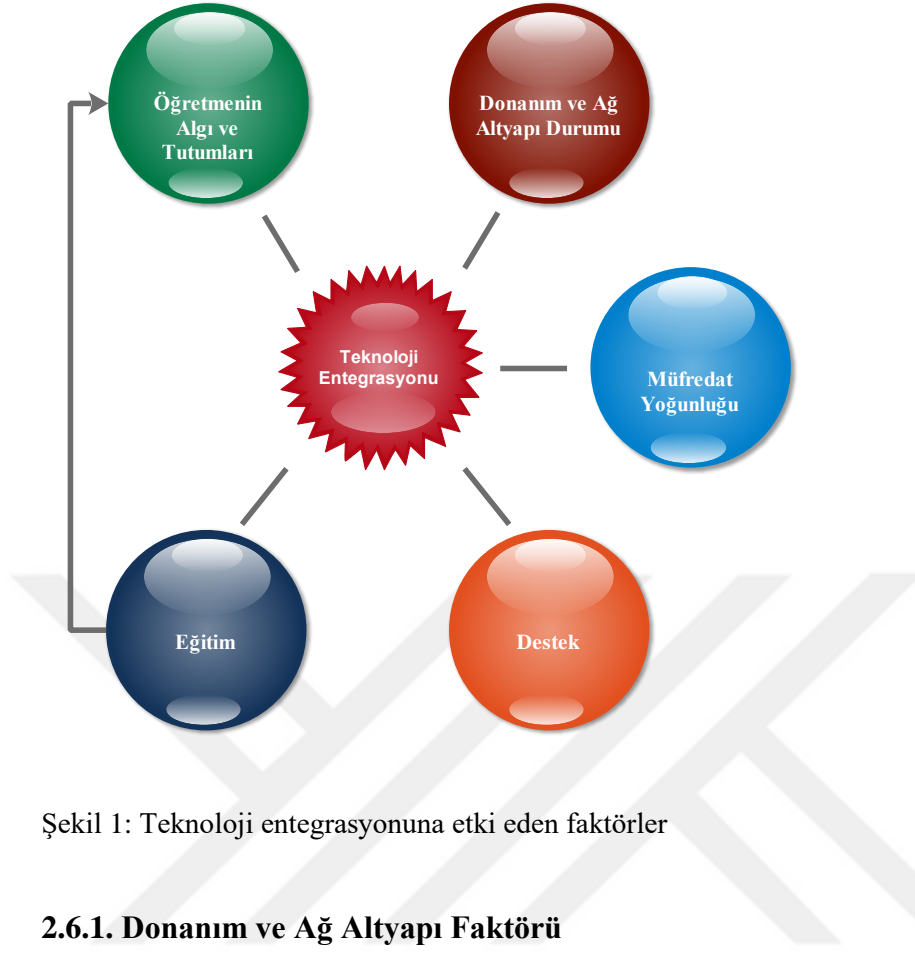 Öğretmenin
Algı ve
Tutumları
Donanım ve Ağ
Altyapı Durumu
Teknoloji
Entegrasyonu
Müfredat
Yoğunluğu
Eğitim
Destek
Şekil 1: Teknoloji entegrasyonuna etki eden faktörler
2.6.1. Donanım ve Ağ Altyapı Faktörü